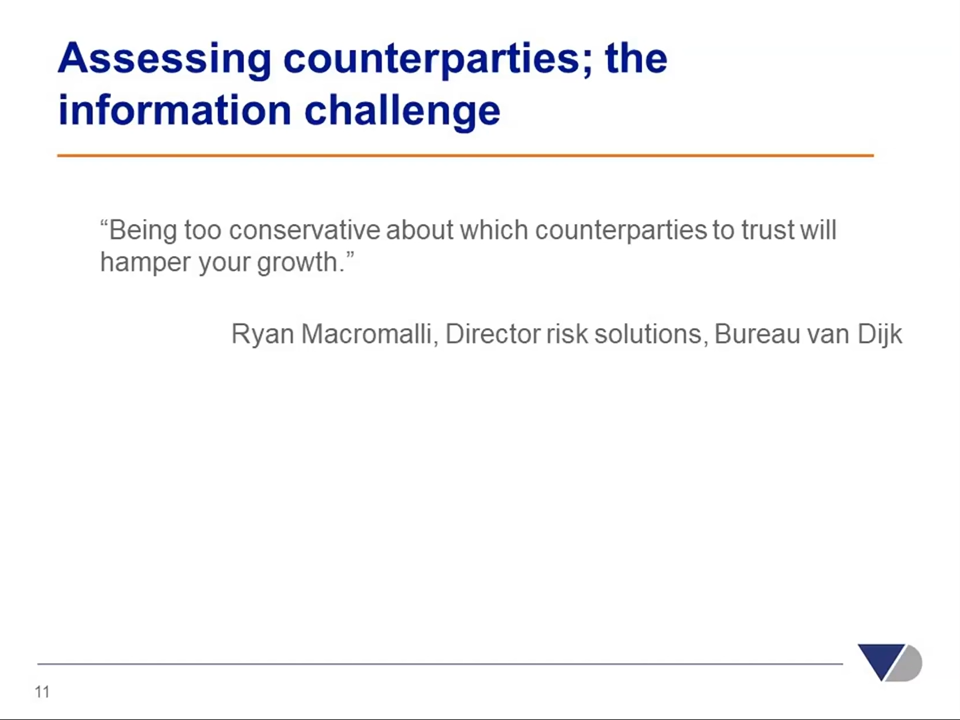 Assessing counterparties; the
information challenge
“Being too conservative about which counterparties to trust will
hamper your growth.”
Ryan Macromalli, Director risk solutions, Bureau van Dijk
11